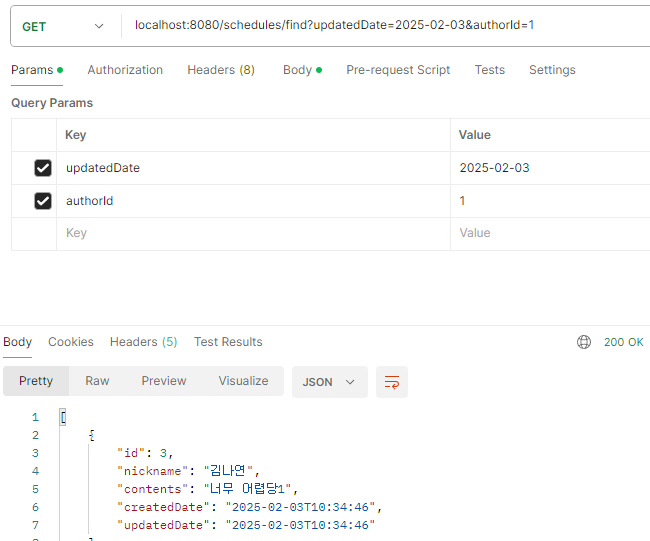 GET localhost:8080/schedules/find?updatedDate=2025-02-03&authorId=1
Params Authorization Headers (8) Body Pre-request Script Tests Settings
Query Params
Key Value
updatedDate 2025-02-03
authorId 1
Key Value
Body Cookies Headers (5) Test Results 200 OK
Pretty Raw Preview Visualize JSON
1 [
2 {
3 "id": 3,
4 "nickname": "김나연",
5 "contents": "너무 어렵당1",
6 "createdDate": "2025-02-03T10:34:46",
7 "updatedDate": "2025-02-03T10:34:46"